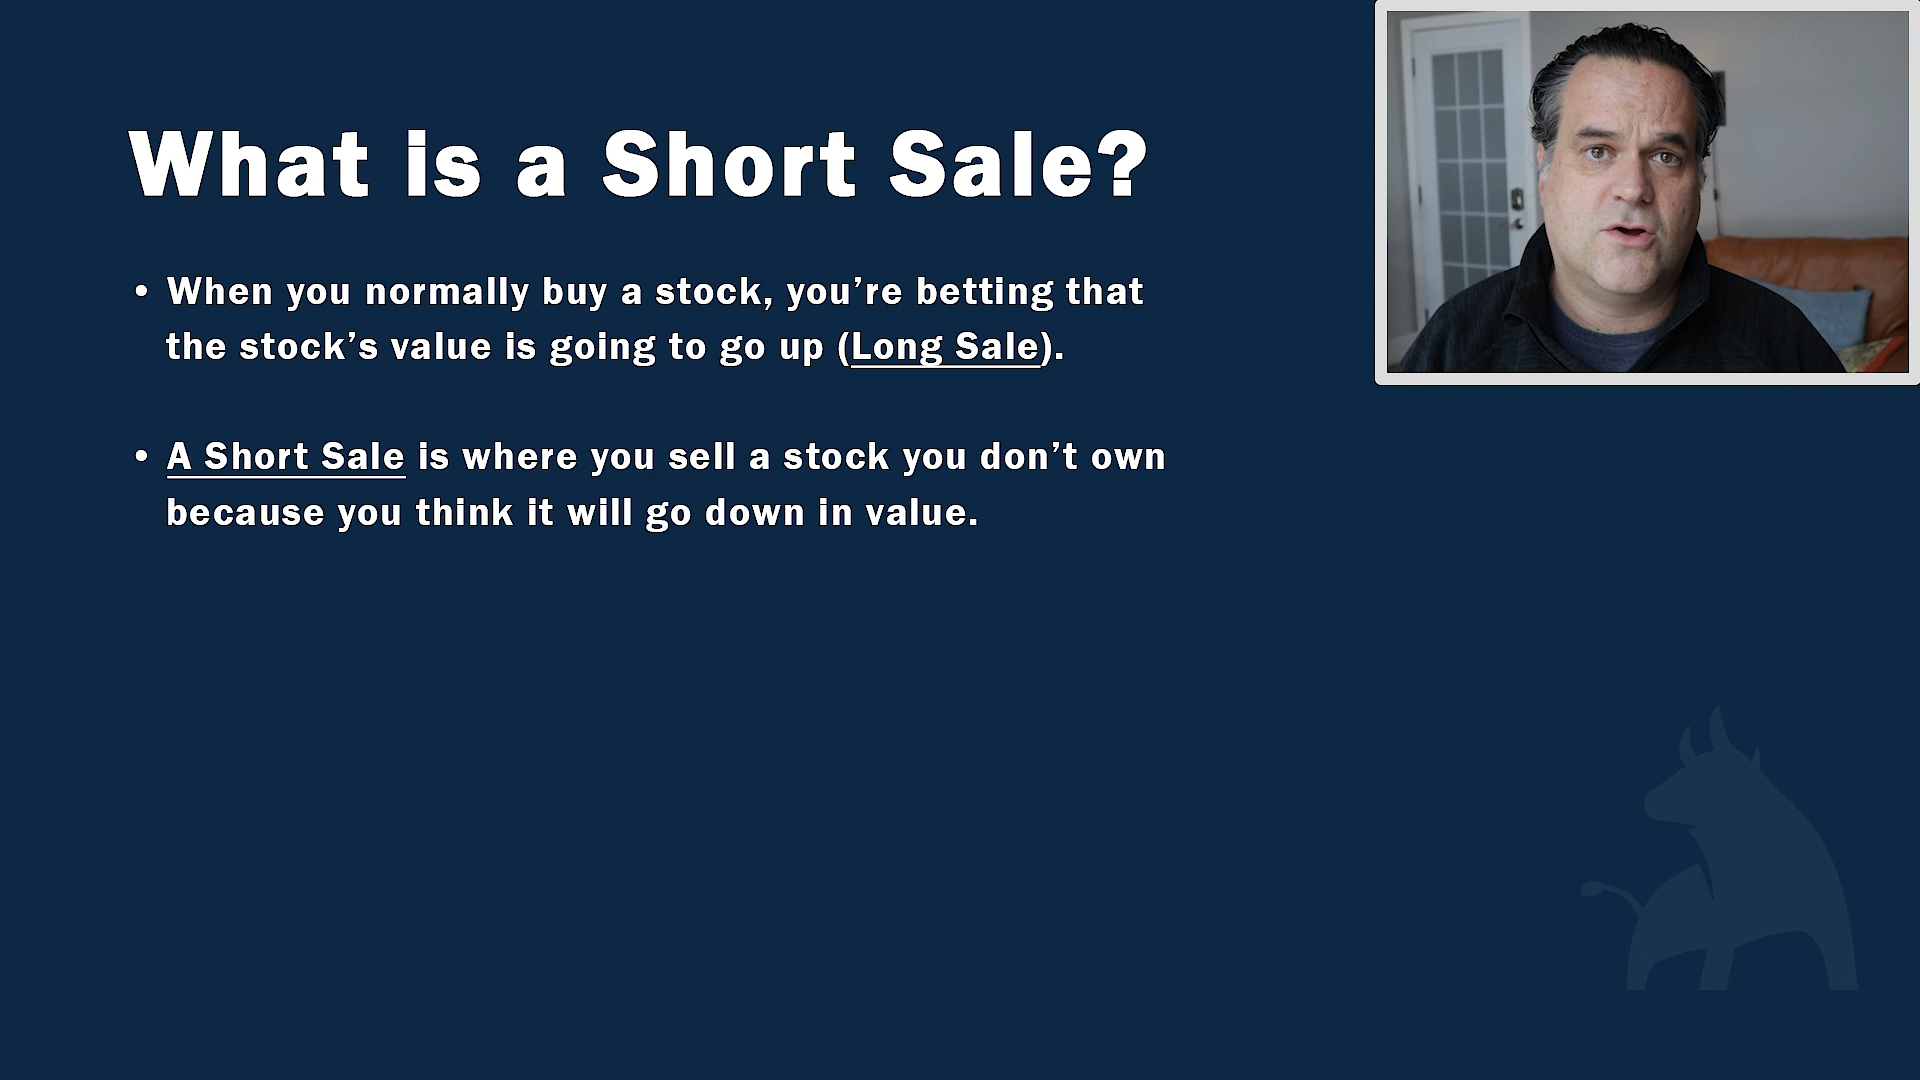 What is a Short Sale?
• When you normally buy a stock, you’re betting that
the stock’s value is going to go up (Long Sale).
• A Short Sale is where you sell a stock you don’t own
because you think it will go down in value.